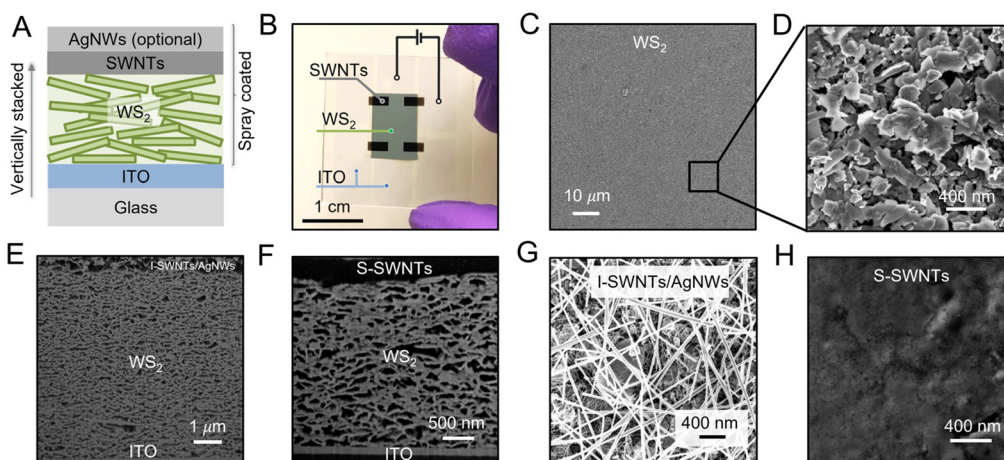 A
AgNWs (optional)
SWNTs
WS2
ITO
Glass
Vertically stacked
Spray coated
B
SWNTs
WS2
ITO
1 cm
C
WS2
10 μm
D
400 nm
E
I-SWNTs/AgNWs
WS2
1 μm
ITO
F
S-SWNTs
WS2
500 nm
G
I-SWNTs/AgNWs
400 nm
H
S-SWNTs
400 nm